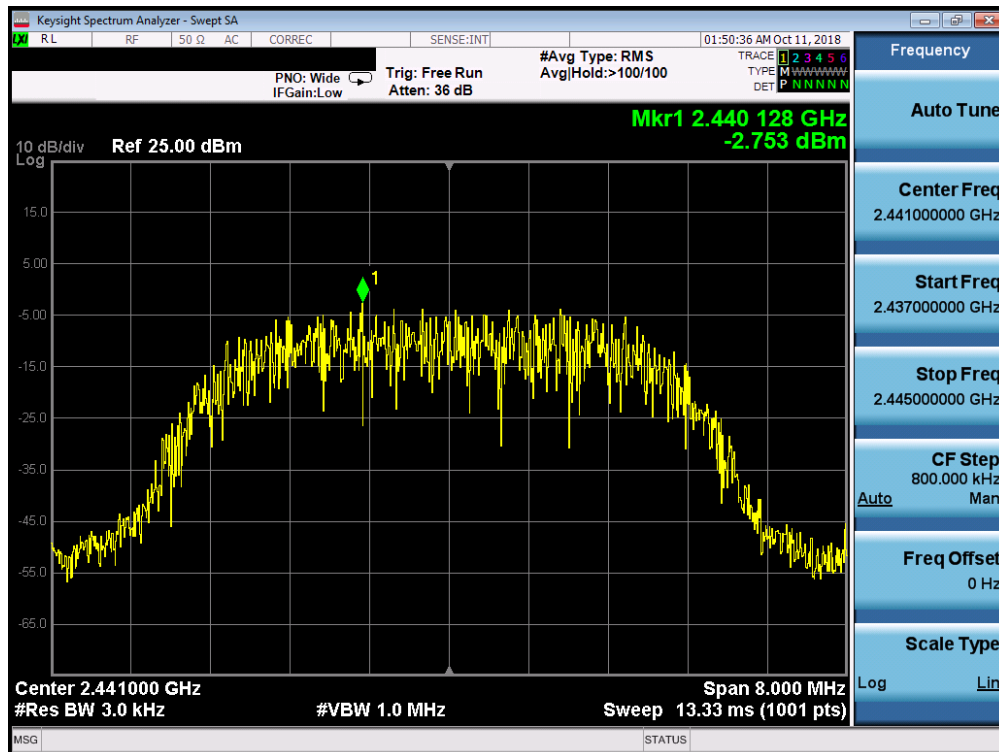 Keysight Spectrum Analyzer - Swept SA
LXI RL RF 50 Ω AC CORREC SENSE:INT 01:50:36 AM Oct 11, 2018
PNO: Wide
IFGain:Low
Trig: Free Run
Atten: 36 dB
#Avg Type: RMS
Avg|Hold:>100/100
TRACE 1 2 3 4 5 6
TYPE M WWWWW
DET P N N N N N
Mkr1 2.440 128 GHz
-2.753 dBm
10 dB/div Ref 25.00 dBm
Log
15.0
5.00
1
-5.00
-15.0
-25.0
-35.0
-45.0
-55.0
-65.0
Center 2.441000 GHz Span 8.000 MHz
#Res BW 3.0 kHz #VBW 1.0 MHz Sweep 13.33 ms (1001 pts)
MSG STATUS
Frequency
Auto Tune
Center Freq
2.441000000 GHz
Start Freq
2.437000000 GHz
Stop Freq
2.445000000 GHz
CF Step
800.000 kHz
Auto Man
Freq Offset
0 Hz
Scale Type
Log Lin